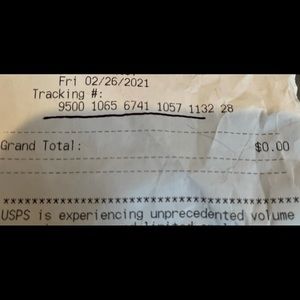 Fri 02/26/2021
Tracking #:
9500 1065 6741 1057 1132 28
Grand Total: $0.00
USPS is experiencing unprecedented volume